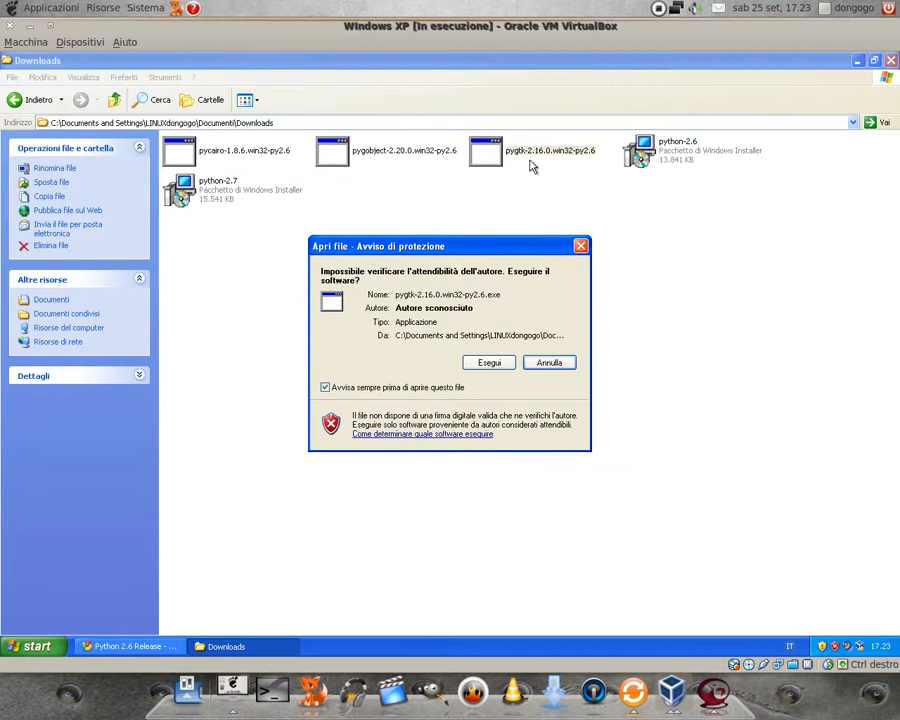 Applicazioni Risorse Sistema sab 25 set, 17.23 dongogo
Windows XP [In esecuzione] - Oracle VM VirtualBox
Macchina Dispositivi Aiuto
Downloads
File Modifica Visualizza Preferiti Strumenti ?
Indietro Cerca Cartelle
Indirizzo C:\Documents and Settings\LINUXdongogo\Documenti\Downloads Vai
Operazioni file e cartella
Rinomina file
Sposta file
Copia file
Pubblica file sul Web
Invia il file per posta
elettronica
Elimina file
Altre risorse
Documenti
Documenti condivisi
Risorse del computer
Risorse di rete
Dettagli
pycairo-1.8.6.win32-py2.6
pygobject-2.20.0.win32-py2.6
pygtk-2.16.0.win32-py2.6
python-2.6
Pacchetto di Windows Installer
13.841 KB
python-2.7
Pacchetto di Windows Installer
15.541 KB
Apri file - Avviso di protezione
Impossibile verificare l'attendibilità dell'autore. Eseguire il
software?
Nome: pygtk-2.16.0.win32-py2.6.exe
Autore: Autore sconosciuto
Tipo: Applicazione
Da: C:\Documents and Settings\LINUXdongogo\Doc...
Esegui Annulla
Avvisa sempre prima di aprire questo file
Il file non dispone di una firma digitale valida che ne verifichi l'autore.
Eseguire solo software proveniente da autori considerati attendibili.
Come determinare quale software eseguire
start Python 2.6 Release - ... Downloads IT 17.23
Ctrl destro